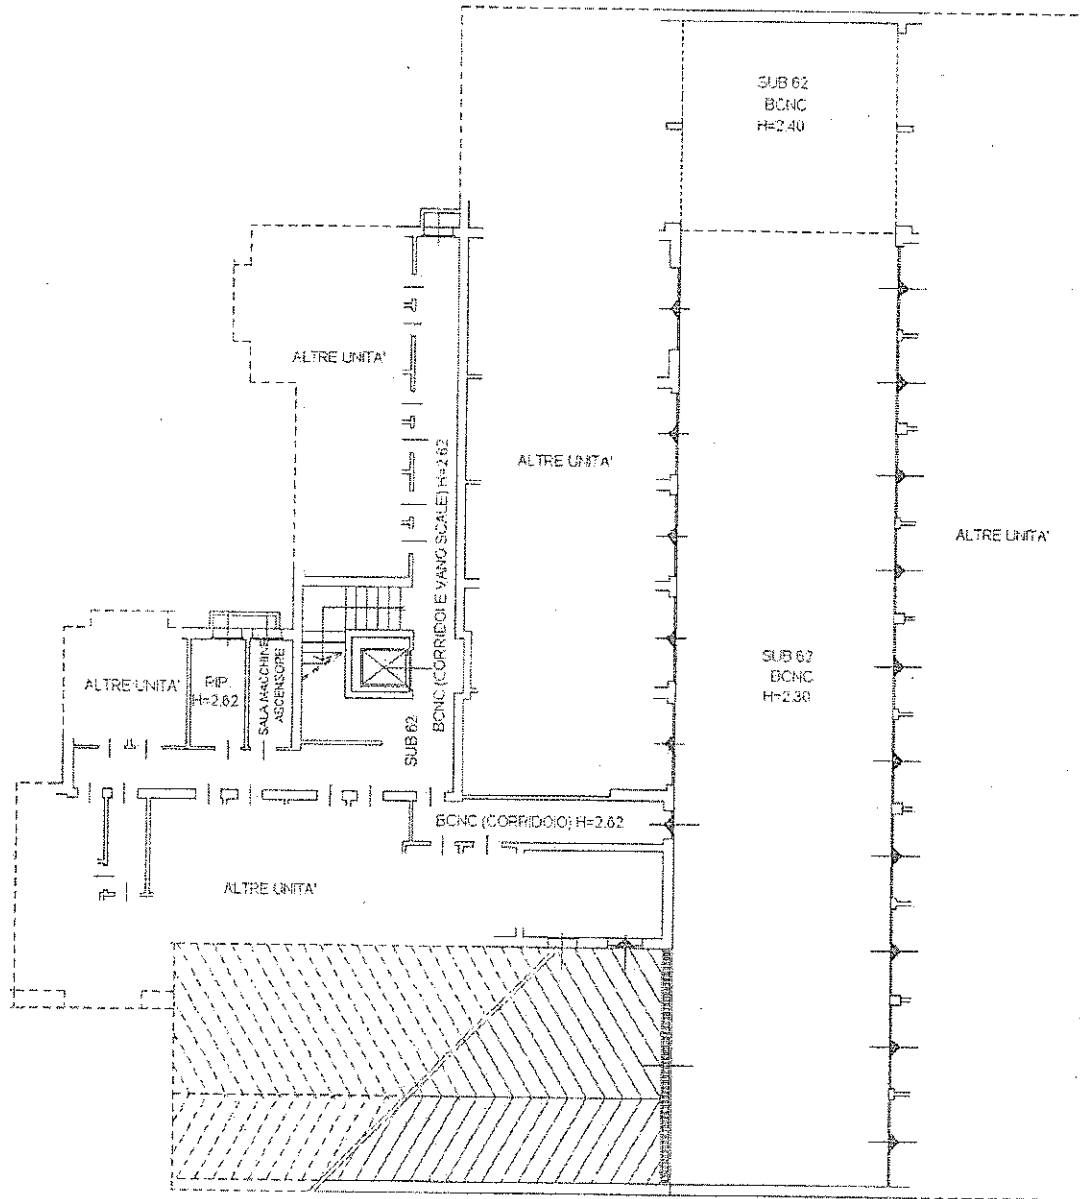 SUB 62
BCNC
H=2.40
ALTRE UNITA'
BCNC (CORRIDOI E VANO SCALE) H=2.62
SUB 62
ALTRE UNITA'
ALTRE UNITA'
ALTRE UNITA'
RIP.
H=2.62
SALA MACCHINE
ASCENSORE
SUB 62
BCNC
H=2.30
BCNC (CORRIDOIO) H=2.62
ALTRE UNITA'